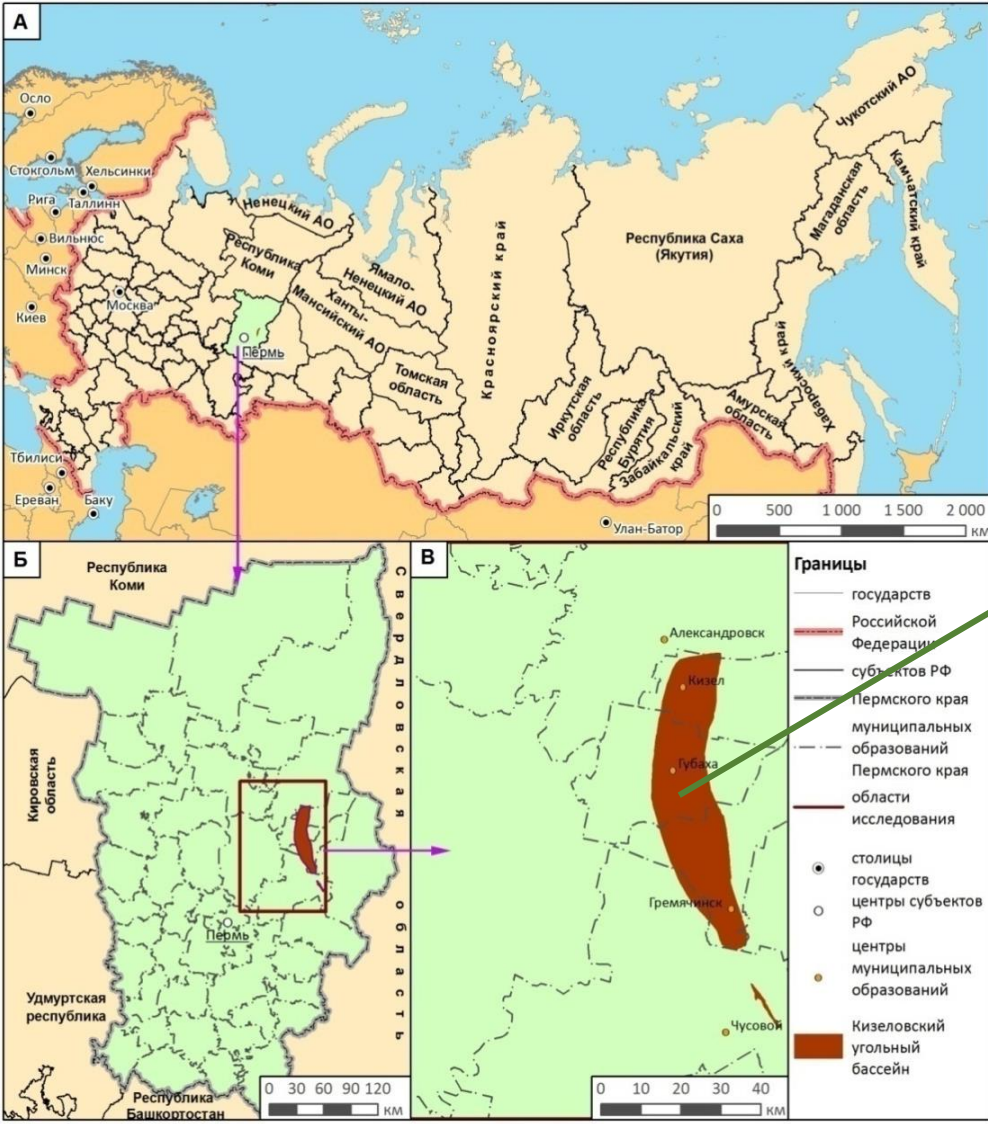 А
Осло
Стокгольм
Хельсинки
Рига
Таллинн
Вильнюс
Минск
Киев
Москва
Пермь
Тбилиси
Ереван
Баку
Улан-Батор
Ненецкий АО
Республика
Коми
Ямало-
Ненецкий АО
Ханты-
Мансийский АО
Томская
область
Красноярский край
Иркутская
область
Республика
Бурятия
Забайкальский
край
Республика Саха
(Якутия)
Амурская
область
Хабаровский край
Магаданская
область
Чукотский АО
Камчатский край
0 500 1 000 1 500 2 000
км
Б
Республика
Коми
Свердловская область
Кировская
область
Пермь
Удмуртская
республика
Республика
Башкортостан
0 30 60 90 120
км
В
Александровск
Кизел
Губаха
Гремячинск
Чусовой
0 10 20 30 40
км
Границы
государств
Российской
Федерации
субъектов РФ
Пермского края
муниципальных
образований
Пермского края
области
исследования
столицы
государств
центры субъектов
РФ
центры
муниципальных
образований
Кизеловский
угольный
бассейн